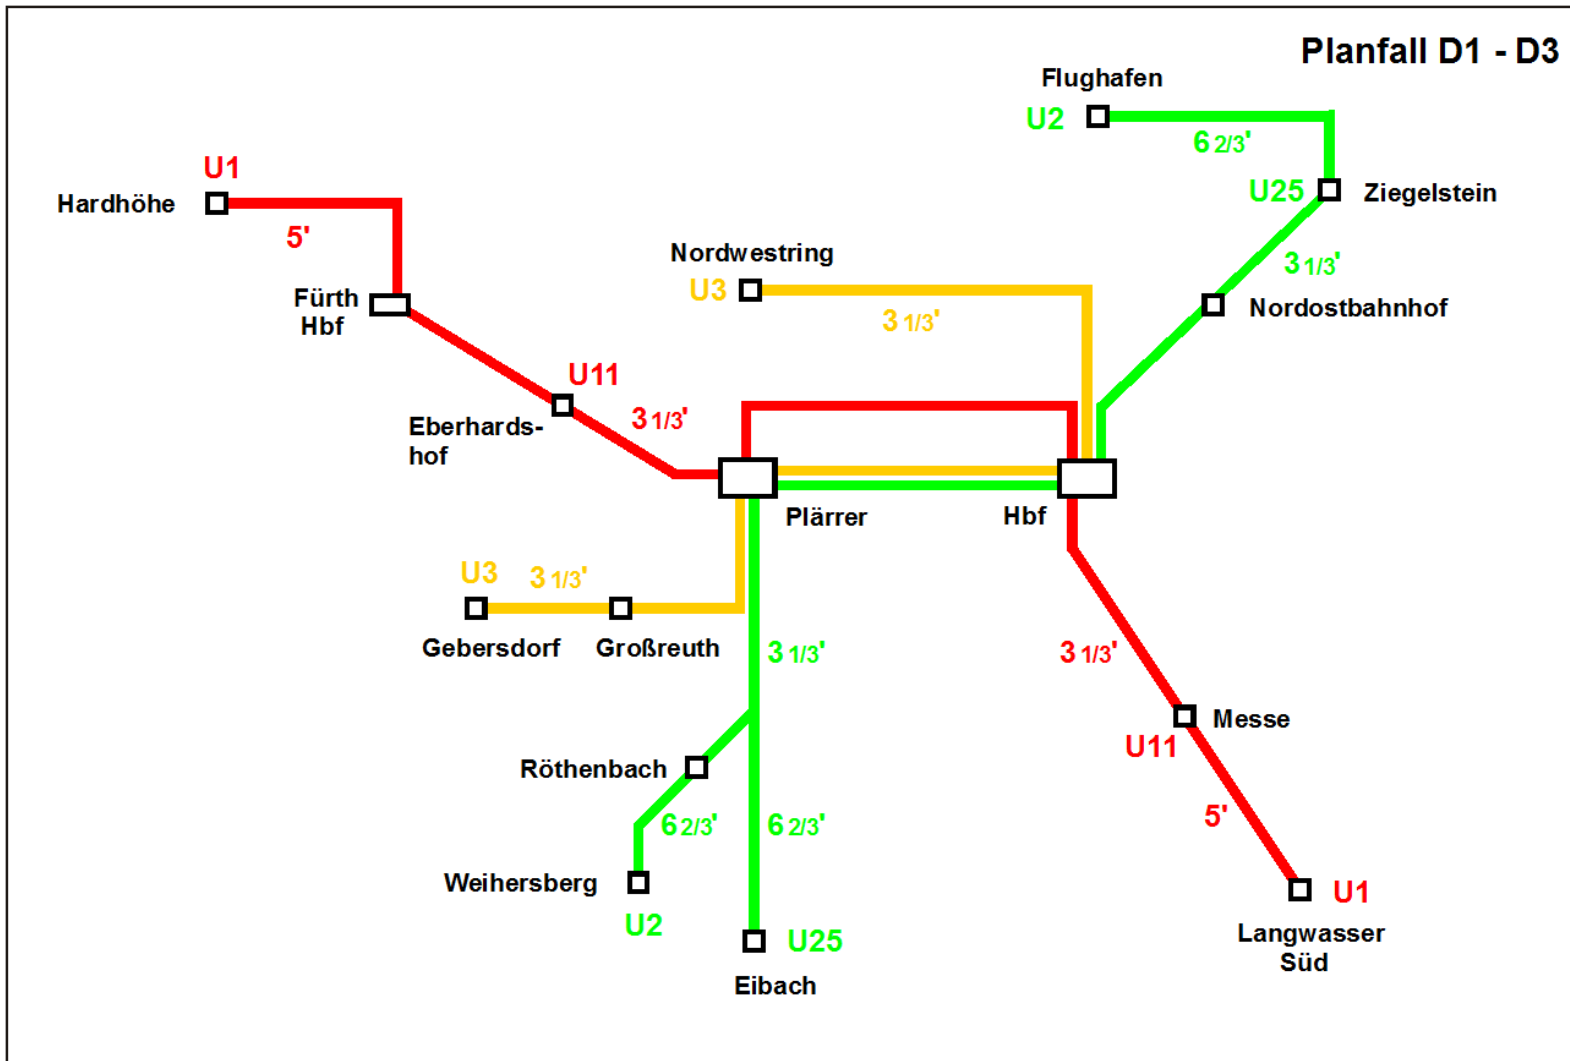 Planfall D1 - D3
Flughafen
U2
6 2/3'
U1
Hardhöhe
5'
U25
Ziegelstein
Nordwestring
U3
3 1/3'
3 1/3'
Fürth
Hbf
Nordostbahnhof
U11
Eberhards-
hof
3 1/3'
Plärrer
Hbf
U3
3 1/3'
Gebersdorf
Großreuth
3 1/3'
3 1/3'
Messe
U11
Röthenbach
6 2/3'
6 2/3'
5'
Weihersberg
U2
U1
Langwasser
Süd
U25
Eibach